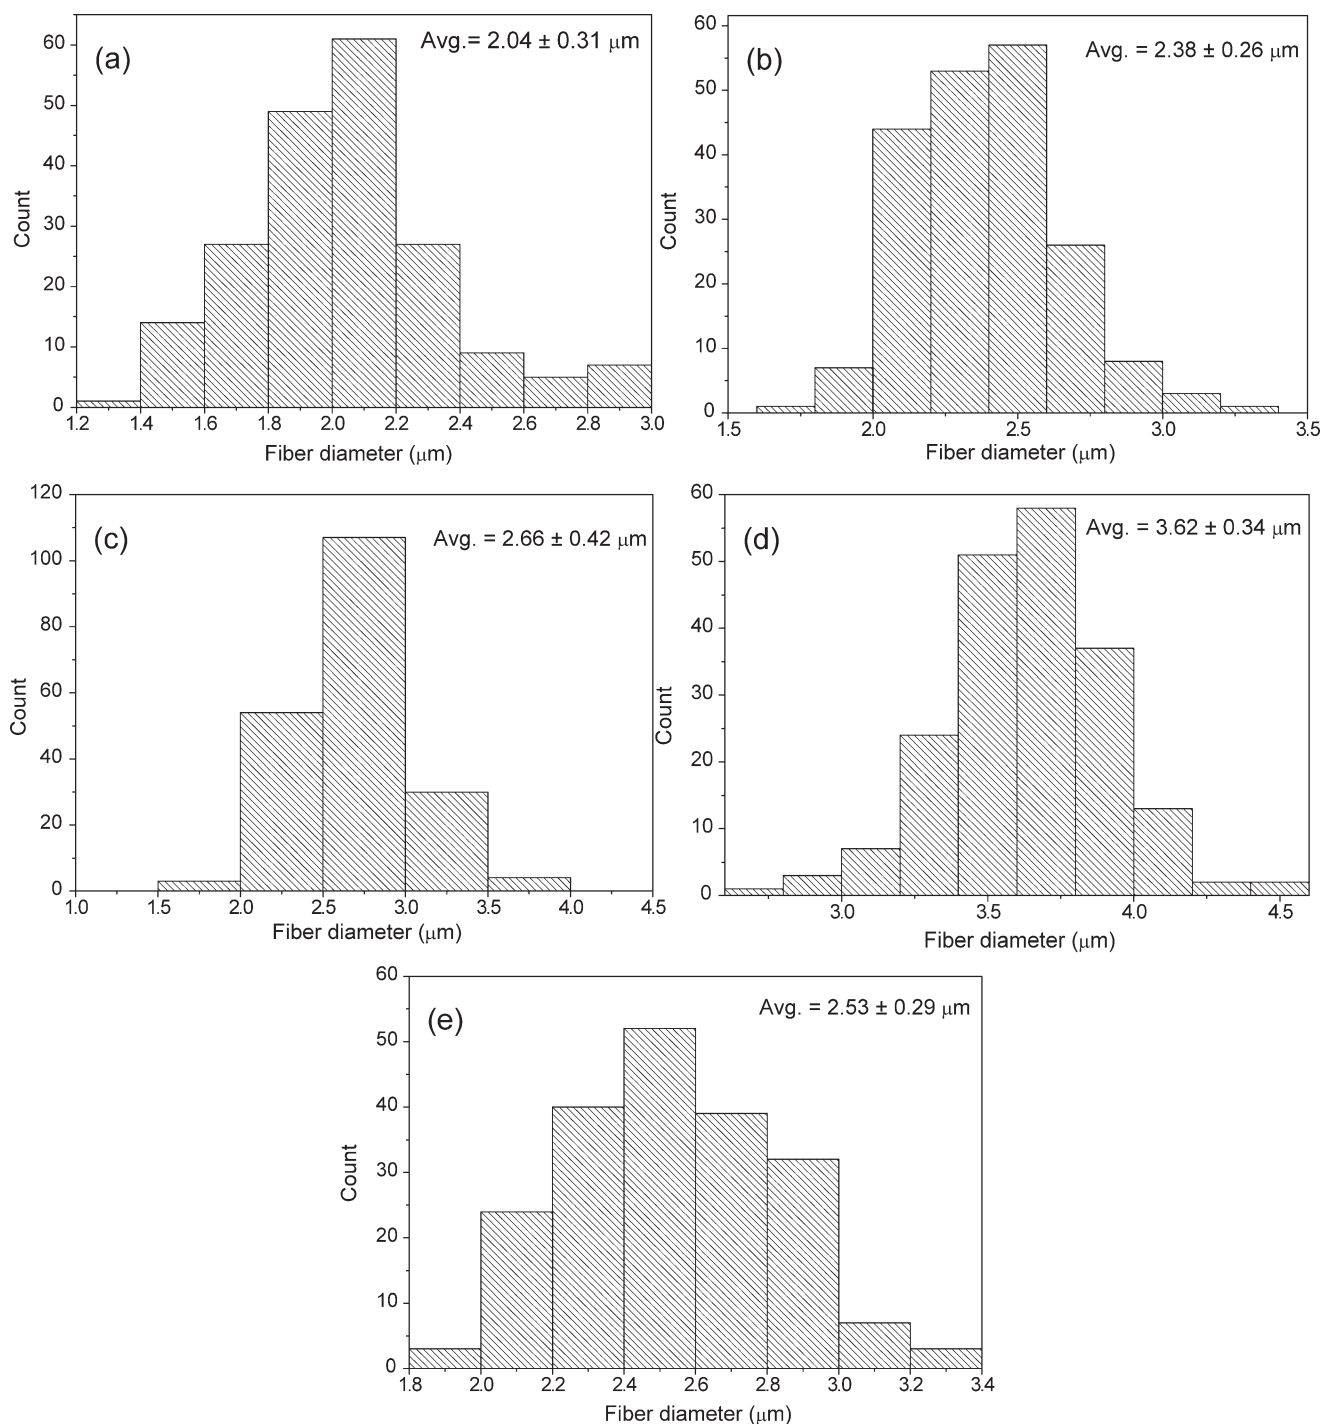 (a)
Avg.= 2.04 ± 0.31 μm
60
50
40
30
20
10
0
Count
1.2 1.4 1.6 1.8 2.0 2.2 2.4 2.6 2.8 3.0
Fiber diameter (μm)
(b)
Avg. = 2.38 ± 0.26 μm
60
50
40
30
20
10
0
Count
1.5 2.0 2.5 3.0 3.5
Fiber diameter (μm)
(c)
Avg. = 2.66 ± 0.42 μm
120
100
80
60
40
20
0
Count
1.0 1.5 2.0 2.5 3.0 3.5 4.0 4.5
Fiber diameter (μm)
(d)
Avg. = 3.62 ± 0.34 μm
60
50
40
30
20
10
0
Count
3.0 3.5 4.0 4.5
Fiber diameter (μm)
(e)
Avg. = 2.53 ± 0.29 μm
60
50
40
30
20
10
0
Count
1.8 2.0 2.2 2.4 2.6 2.8 3.0 3.2 3.4
Fiber diameter (μm)